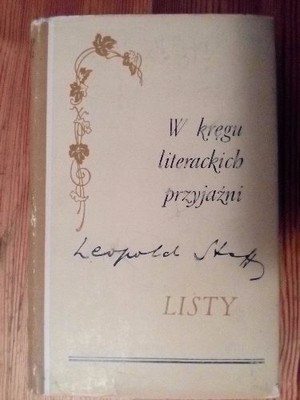 W kręgu
literackich
przyjaźni
Leopold Staff
LISTY